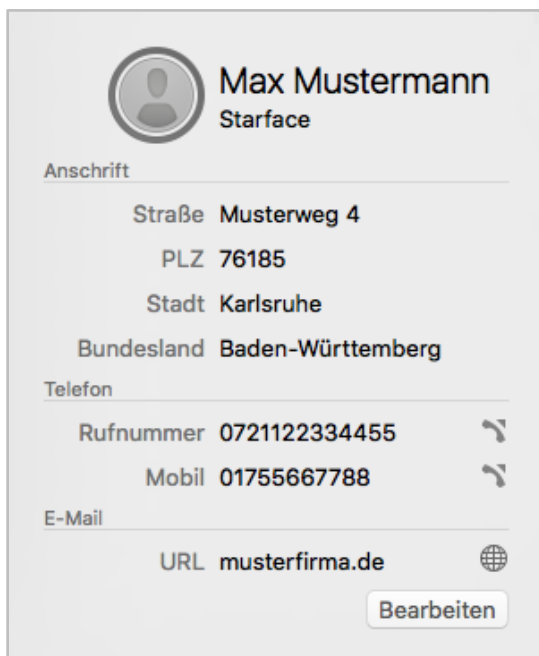 Max Mustermann
Starface
Anschrift
Straße Musterweg 4
PLZ 76185
Stadt Karlsruhe
Bundesland Baden-Württemberg
Telefon
Rufnummer 0721122334455
Mobil 01755667788
E-Mail
URL musterfirma.de
Bearbeiten